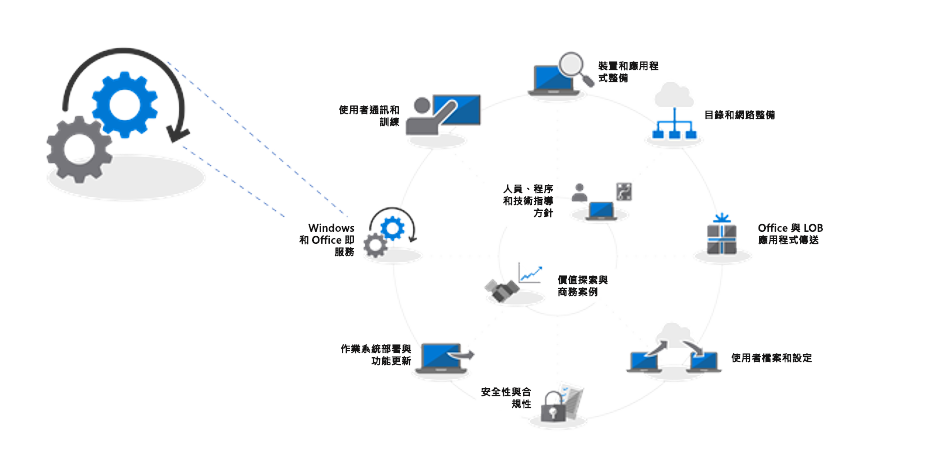 裝置和應用程
式整備
使用者通訊和
訓練
目錄和網路整備
人員、程序
和技術指導
方針
Windows
和 Office 即
服務
Office 與 LOB
應用程式傳送
價值探索與
商務案例
作業系統部署與
功能更新
使用者檔案和設定
安全性與合
規性